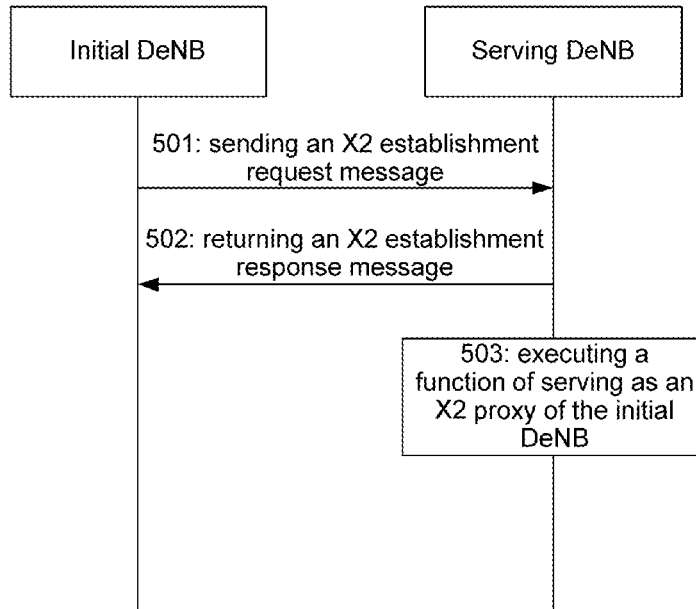 Initial DeNB
Serving DeNB
501: sending an X2 establishment
request message
502: returning an X2 establishment
response message
503: executing a
function of serving as an
X2 proxy of the initial
DeNB